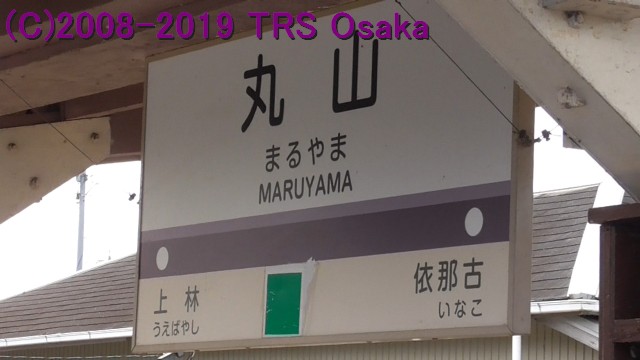 (C)2008-2019 TRS Osaka
丸山
まるやま
MARUYAMA
上林
うえばやし
依那古
いなこ